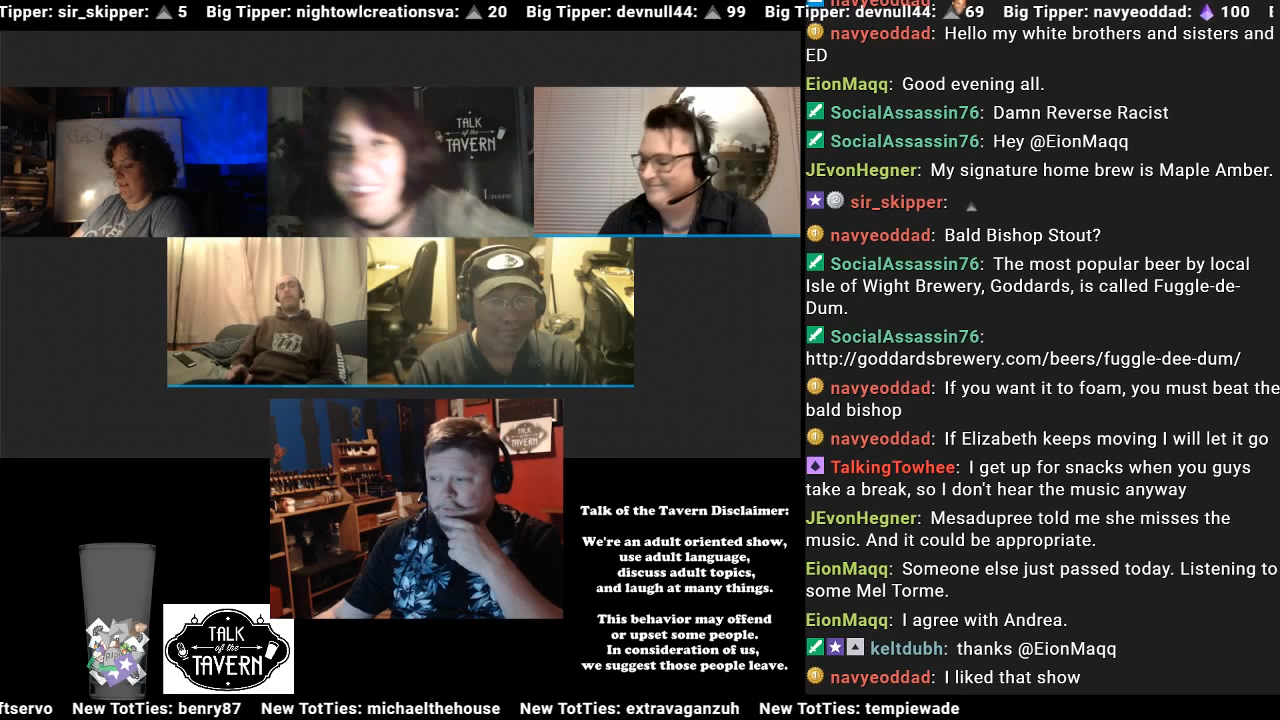 Tipper: sir_skipper: 5 Big Tipper: nightowlcreationsva: 20 Big Tipper: devnull44: 99 Big Tipper: devnull44: 69 Big Tipper: navyeoddad: 100
navyeoddad: Hello my white brothers and sisters and
ED
EionMaqq: Good evening all.
SocialAssassin76: Damn Reverse Racist
SocialAssassin76: Hey @EionMaqq
JEvonHegner: My signature home brew is Maple Amber.
sir_skipper:
navyeoddad: Bald Bishop Stout?
SocialAssassin76: The most popular beer by local
Isle of Wight Brewery, Goddards, is called Fuggle-de-
Dum.
SocialAssassin76:
http://goddardsbrewery.com/beers/fuggle-dee-dum/
navyeoddad: If you want it to foam, you must beat the
bald bishop
navyeoddad: If Elizabeth keeps moving I will let it go
TalkingTowhee: I get up for snacks when you guys
take a break, so I don't hear the music anyway
JEvonHegner: Mesadupree told me she misses the
music. And it could be appropriate.
EionMaqq: Someone else just passed today. Listening to
some Mel Torme.
EionMaqq: I agree with Andrea.
keltdubh: thanks @EionMaqq
navyeoddad: I liked that show
TALK
of the
TAVERN
TALK
of the
TAVERN
Talk of the Tavern Disclaimer:
We're an adult oriented show,
use adult language,
discuss adult topics,
and laugh at many things.
This behavior may offend
or upset some people.
In consideration of us,
we suggest those people leave.
RIP
TALK
of the
TAVERN
ftservo New TotTies: benry87 New TotTies: michaelthehouse New TotTies: extravaganzuh New TotTies: tempiewade